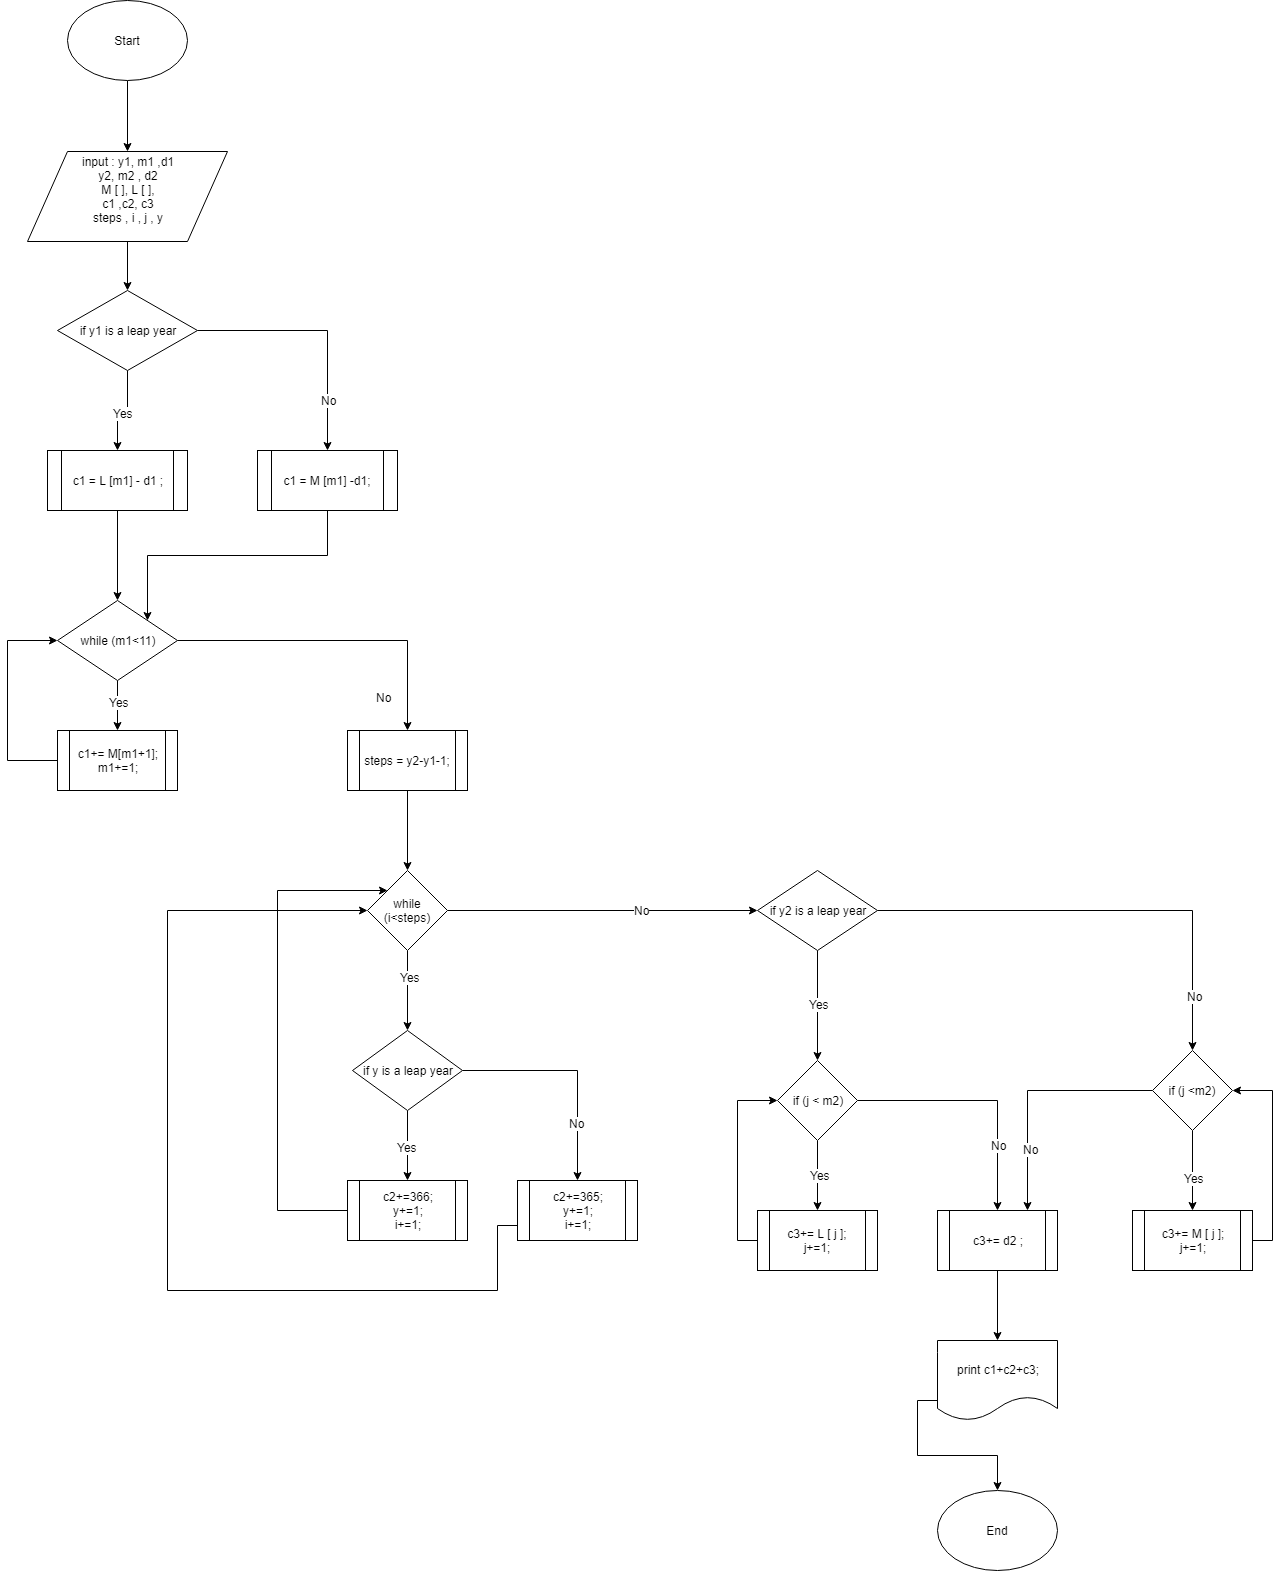 Start
input : y1, m1 ,d1
y2, m2 , d2
M [ ], L [ ],
c1 ,c2, c3
steps , i , j , y
if y1 is a leap year
Yes
No
c1 = L [m1] - d1 ;
c1 = M [m1] -d1;
while (m1<11)
Yes
No
c1+= M[m1+1];
m1+=1;
steps = y2-y1-1;
while
(i<steps)
No
if y2 is a leap year
Yes
No
Yes
if y is a leap year
No
Yes
c2+=366;
y+=1;
i+=1;
c2+=365;
y+=1;
i+=1;
if (j < m2)
No
Yes
if (j <m2)
No
Yes
c3+= L [ j ];
j+=1;
c3+= d2 ;
c3+= M [ j ];
j+=1;
print c1+c2+c3;
End